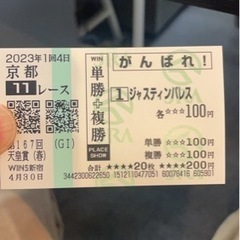 2023年1回4日
京都
11レース
第167回 (GI)
天皇賞(春)
WINS新宿
4月30日
WIN
単勝+複勝
PLACE SHOW
がんばれ!
1 ジャスティンパレス
各☆☆☆100円
単勝 ☆☆☆100円
複勝 ☆☆☆100円
合計 ☆☆☆☆20枚 ☆☆☆☆200円